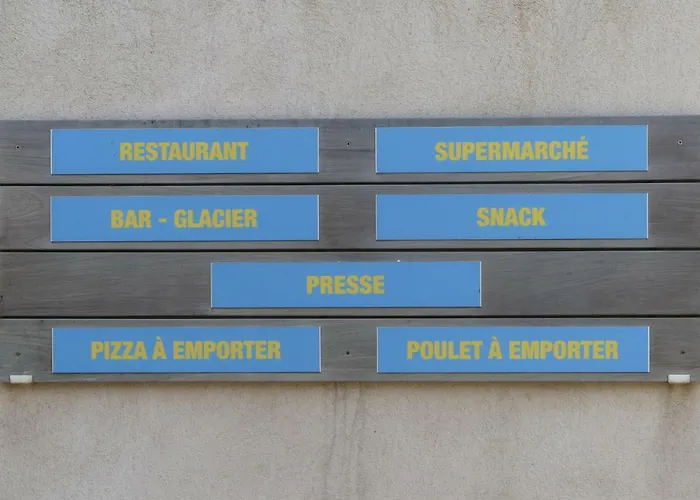 RESTAURANT
SUPERMARCHÉ
BAR - GLACIER
SNACK
PRESSE
PIZZA À EMPORTER
POULET À EMPORTER